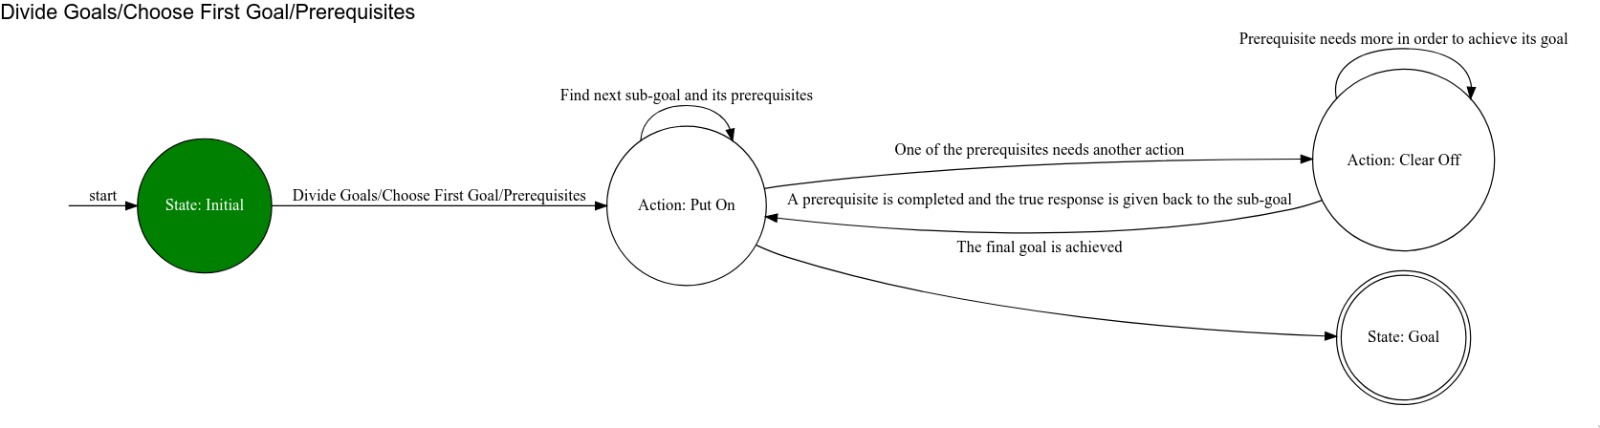 Divide Goals/Choose First Goal/Prerequisites
Prerequisite needs more in order to achieve its goal
Find next sub-goal and its prerequisites
One of the prerequisites needs another action
Action: Clear Off
start
State: Initial
Divide Goals/Choose First Goal/Prerequisites
Action: Put On
A prerequisite is completed and the true response is given back to the sub-goal
The final goal is achieved
State: Goal